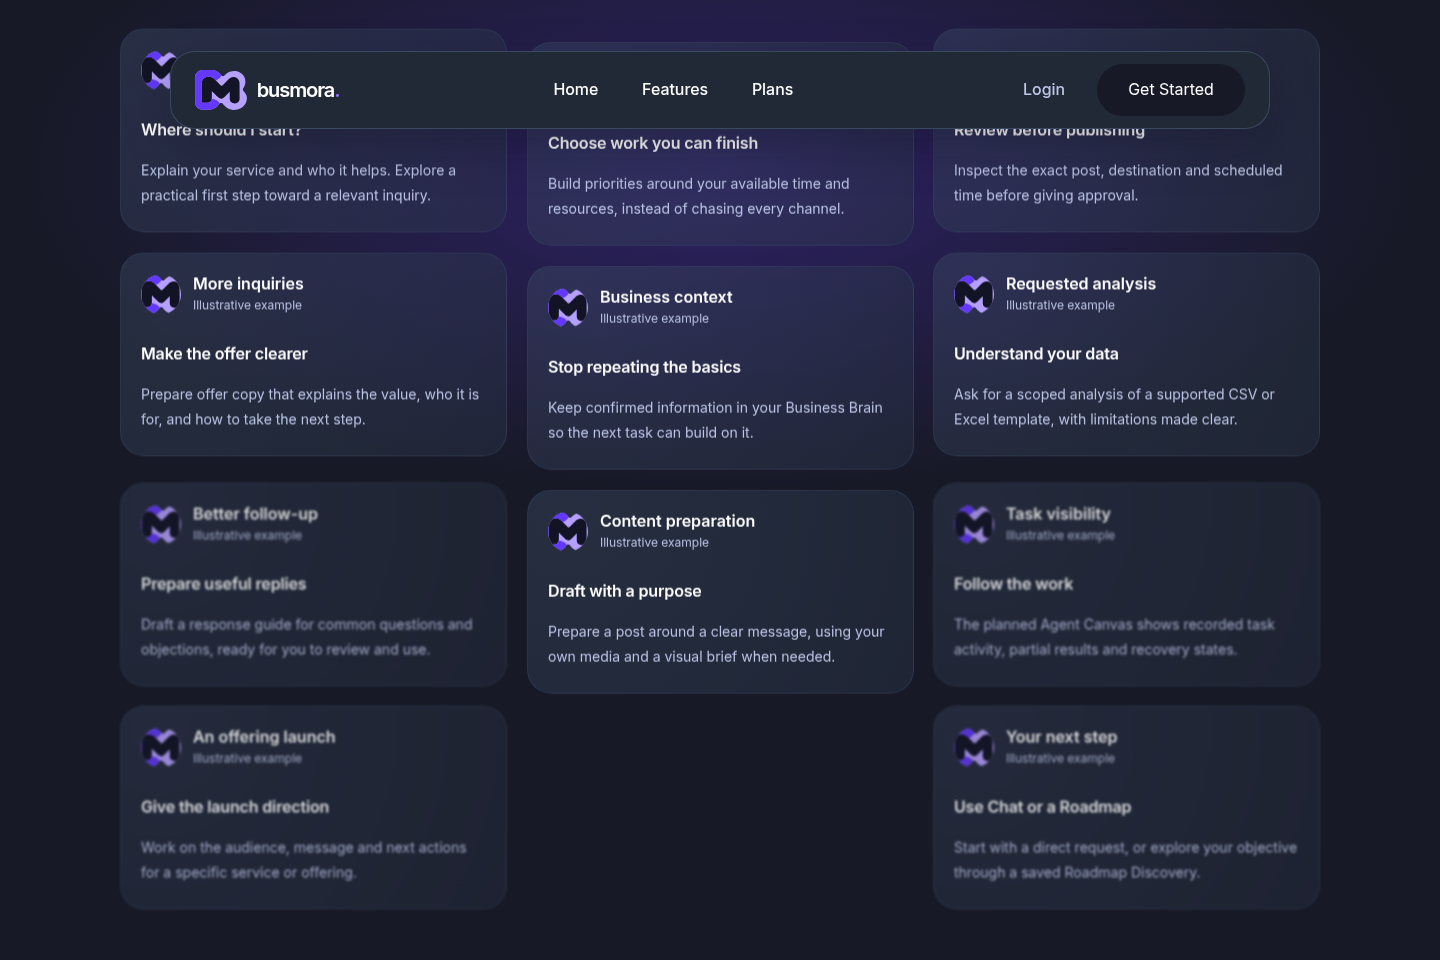 busmora.
Home
Features
Plans
Login
Get Started
Where should I start?
Explain your service and who it helps. Explore a
practical first step toward a relevant inquiry.
Choose work you can finish
Build priorities around your available time and
resources, instead of chasing every channel.
Review before publishing
Inspect the exact post, destination and scheduled
time before giving approval.
More inquiries
Illustrative example
Make the offer clearer
Prepare offer copy that explains the value, who it is
for, and how to take the next step.
Business context
Illustrative example
Stop repeating the basics
Keep confirmed information in your Business Brain
so the next task can build on it.
Requested analysis
Illustrative example
Understand your data
Ask for a scoped analysis of a supported CSV or
Excel template, with limitations made clear.
Better follow-up
Illustrative example
Prepare useful replies
Draft a response guide for common questions and
objections, ready for you to review and use.
Content preparation
Illustrative example
Draft with a purpose
Prepare a post around a clear message, using your
own media and a visual brief when needed.
Task visibility
Illustrative example
Follow the work
The planned Agent Canvas shows recorded task
activity, partial results and recovery states.
An offering launch
Illustrative example
Give the launch direction
Work on the audience, message and next actions
for a specific service or offering.
Your next step
Illustrative example
Use Chat or a Roadmap
Start with a direct request, or explore your objective
through a saved Roadmap Discovery.